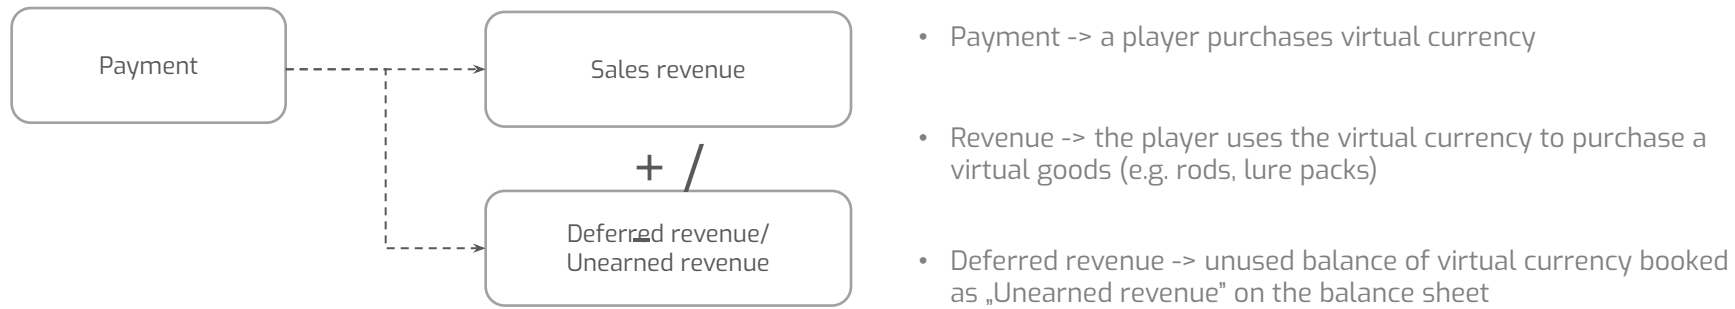 Payment
Sales revenue
+ /
-
Deferred revenue/
Unearned revenue
• Payment -> a player purchases virtual currency
• Revenue -> the player uses the virtual currency to purchase a
virtual goods (e.g. rods, lure packs)
• Deferred revenue -> unused balance of virtual currency booked
as „Unearned revenue” on the balance sheet